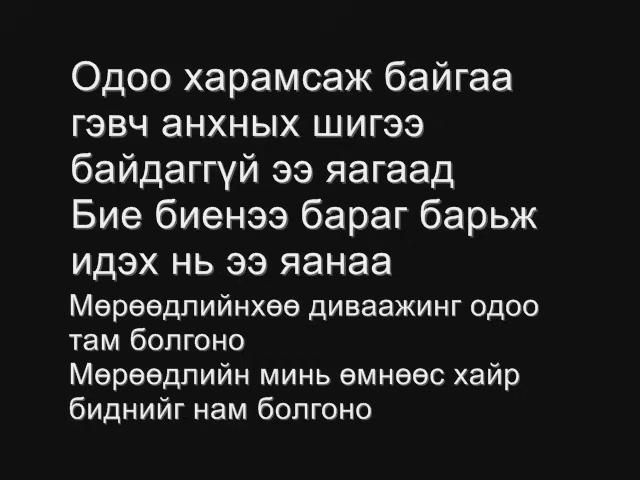 Одоо харамсаж байгаа
гэвч анхных шигээ
байдаггүй ээ яагаад
Бие биенээ бараг барьж
идэх нь ээ яанаа
Мөрөөдлийнхөө диваажинг одоо
там болгоно
Мөрөөдлийн минь өмнөөс хайр
биднийг нам болгоно